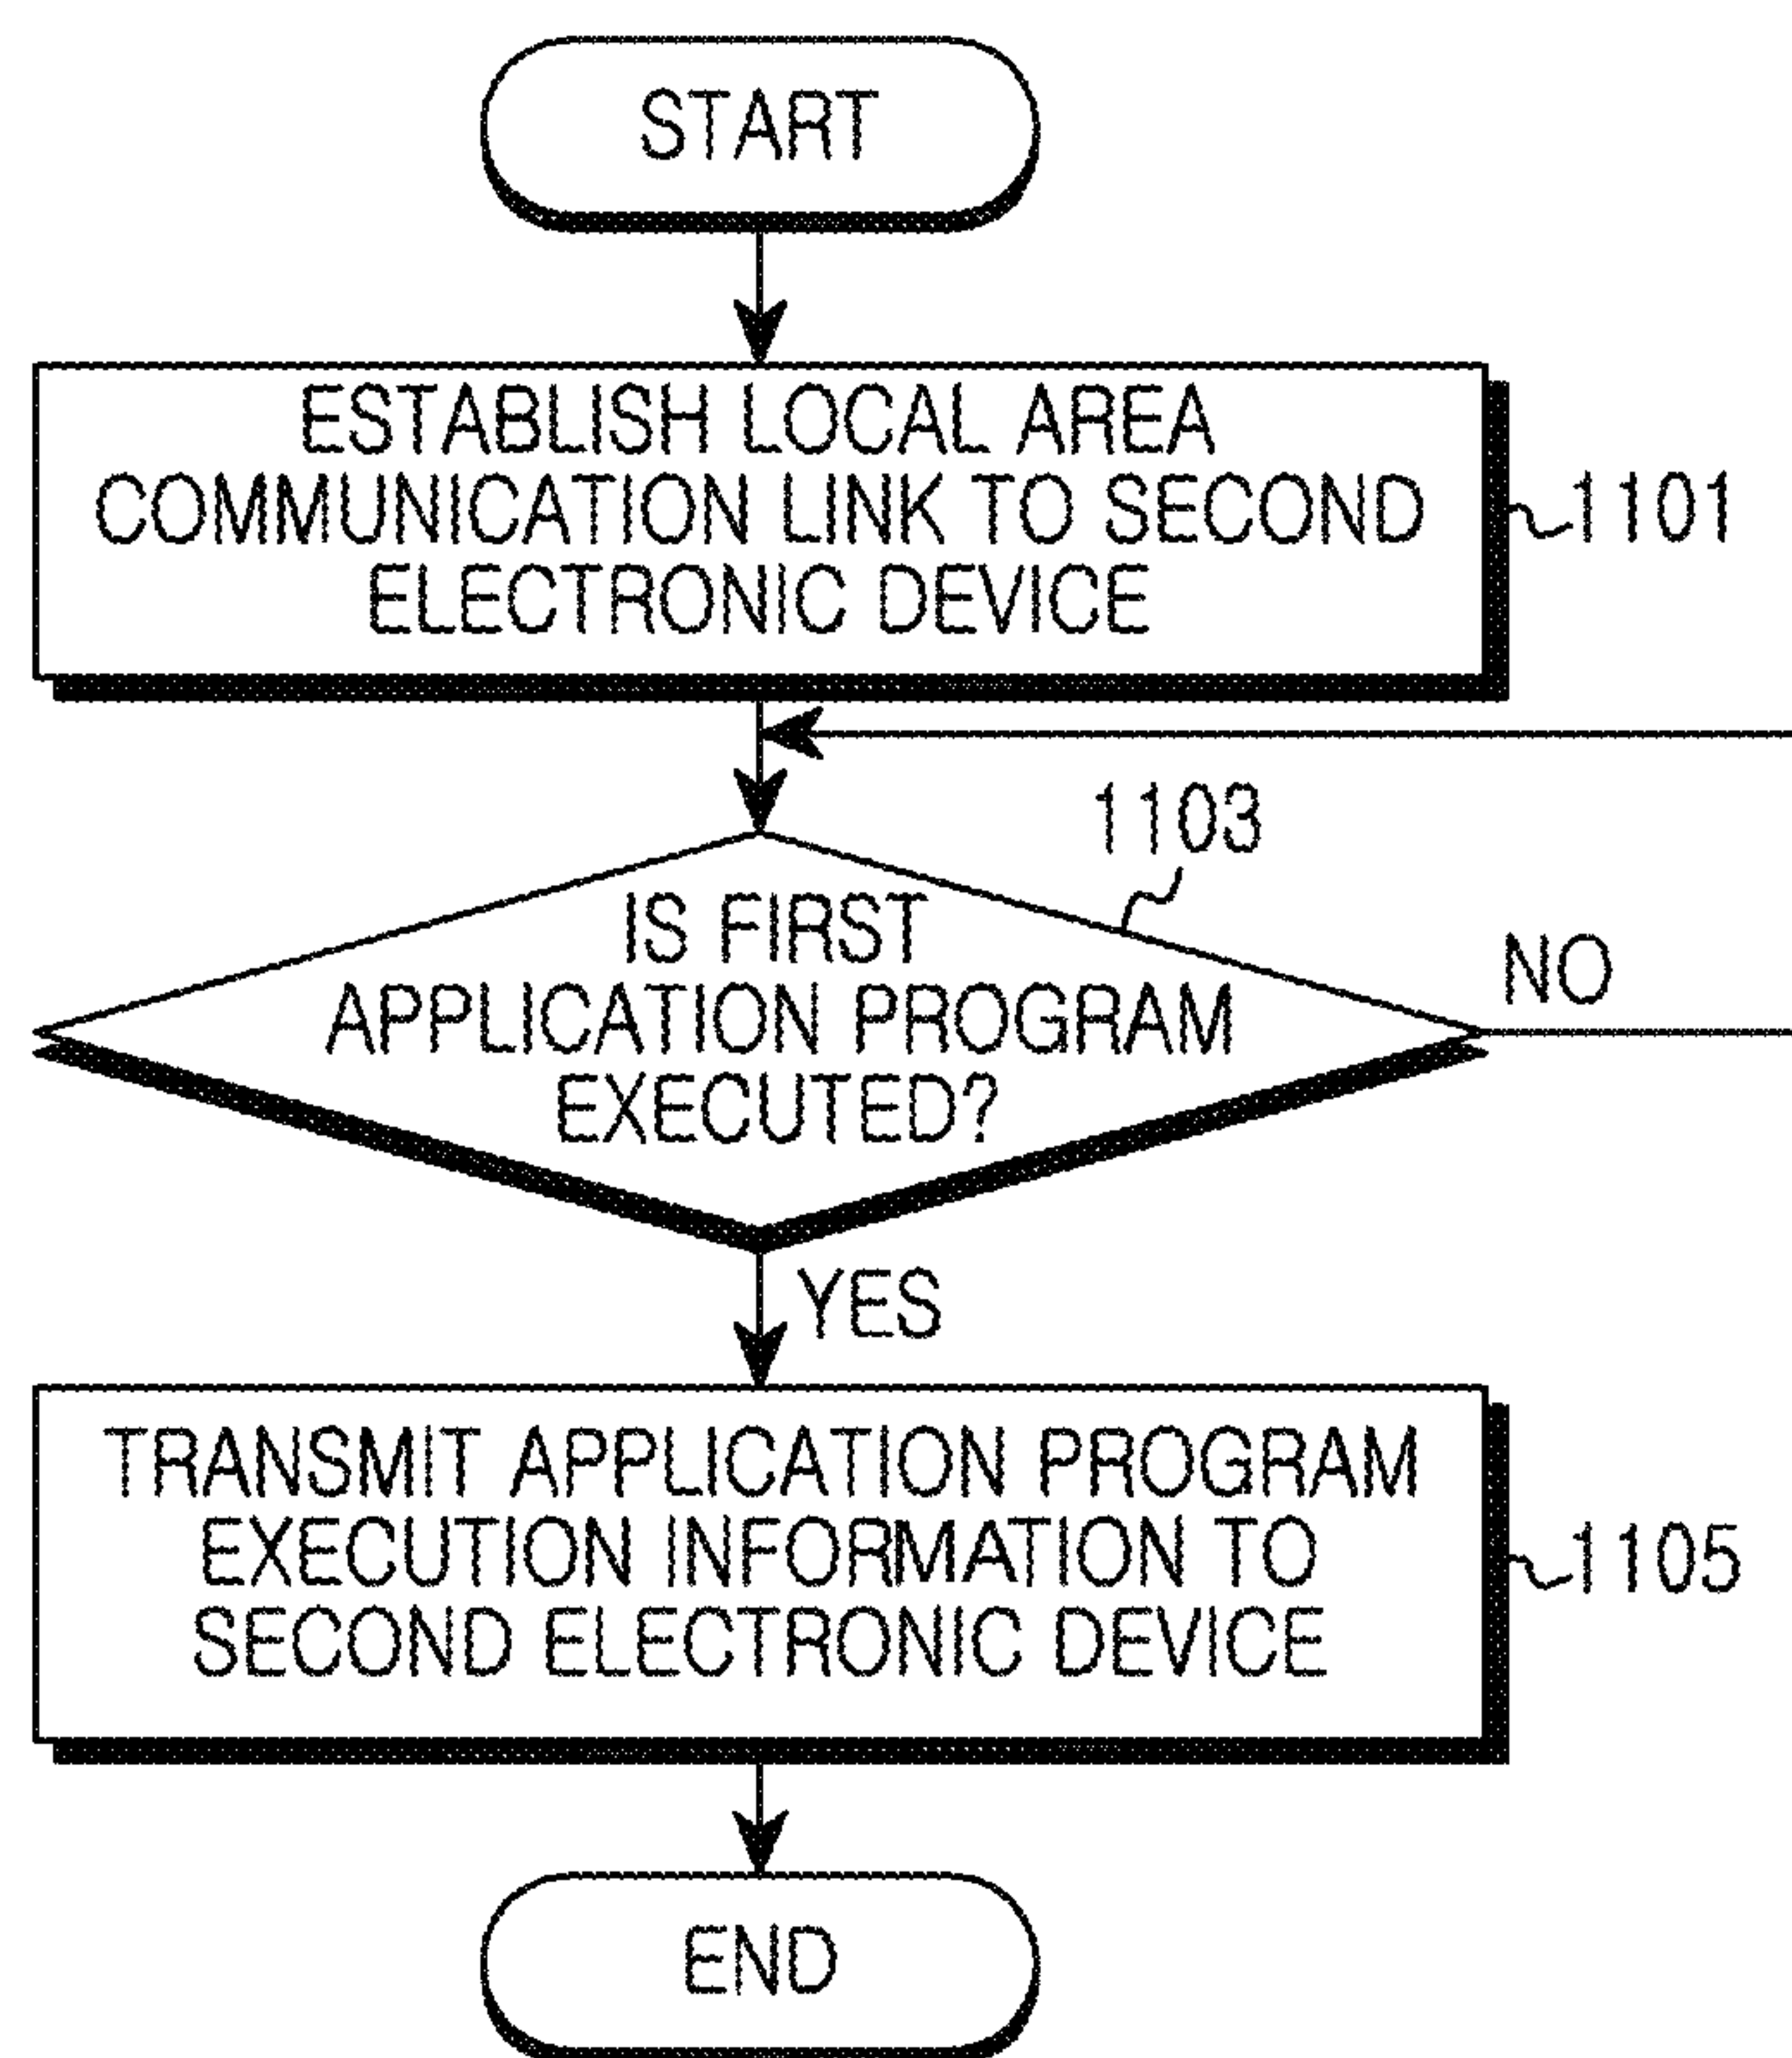 START
ESTABLISH LOCAL AREA
COMMUNICATION LINK TO SECOND
ELECTRONIC DEVICE
1101
1103
IS FIRST
APPLICATION PROGRAM
EXECUTED?
NO
YES
TRANSMIT APPLICATION PROGRAM
EXECUTION INFORMATION TO
SECOND ELECTRONIC DEVICE
1105
END